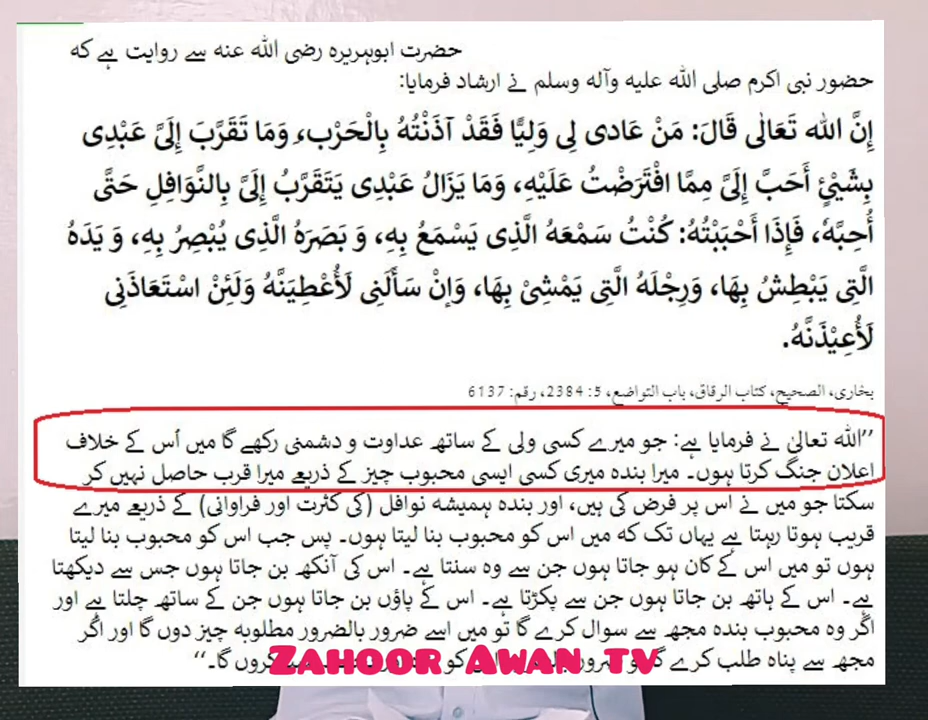 حضرت ابوہریرہ رضی اللہ عنہ سے روایت ہے کہ
حضور نبی اکرم صلی اللہ علیہ وآلہ وسلم نے ارشاد فرمایا:
إِنَّ اللہ تَعَالٰی قَالَ: مَنْ عَادی لِی وَلِیًّا فَقَدْ آذَنْتُهُ بِالْحَرْبِ، وَمَا تَقَرَّبَ إِلَیَّ عَبْدِی
بِشَیْئٍ أَحَبَّ إِلَیَّ مِمَّا افْتَرَضْتُ عَلَیْهِ، وَمَا یَزَالُ عَبْدِی یَتَقَرَّبُ إِلَیَّ بِالنَّوَافِلِ حَتَّی
أُحِبَّهُ، فَإِذَا أَحْبَبْتُهُ: کُنْتُ سَمْعَهُ الَّذِی یَسْمَعُ بِهِ، وَ بَصَرَهُ الَّذِی یُبْصِرُ بِهِ، وَ یَدَهُ
الَّتِی یَبْطِشُ بِهَا، وَرِجْلَهُ الَّتِی یَمْشِیْ بِهَا، وَإِنْ سَأَلَنِی لَأُعْطِیَنَّهُ وَلَئِنْ اسْتَعَاذَنِی
لَأُعِیْذَنَّهُ.
بخاری، الصحیح، کتاب الرقاق، باب التواضع، 5: 2384، رقم: 6137
’’اللہ تعالیٰ نے فرمایا ہے: جو میرے کسی ولی کے ساتھ عداوت و دشمنی رکھے گا میں اُس کے خلاف
اعلان جنگ کرتا ہوں۔ میرا بندہ میری کسی ایسی محبوب چیز کے ذریعے میرا قرب حاصل نہیں کر
سکتا جو میں نے اس پر فرض کی ہیں، اور بندہ ہمیشہ نوافل (کی کثرت اور فراوانی) کے ذریعے میرے
قریب ہوتا رہتا ہے یہاں تک کہ میں اس کو محبوب بنا لیتا ہوں۔ پس جب اس کو محبوب بنا لیتا
ہوں تو میں اس کے کان ہو جاتا ہوں جن سے وہ سنتا ہے۔ اس کی آنکھ بن جاتا ہوں جس سے دیکھتا
ہے۔ اس کے ہاتھ بن جاتا ہوں جن سے پکڑتا ہے۔ اس کے پاؤں بن جاتا ہوں جن کے ساتھ چلتا ہے اور
اگر وہ محبوب بندہ مجھ سے سوال کرے گا تو میں اسے ضرور بالضرور مطلوبہ چیز دوں گا اور اگر
مجھ سے پناہ طلب کرے گا کروں گا۔‘‘
Zahoor Awan tv